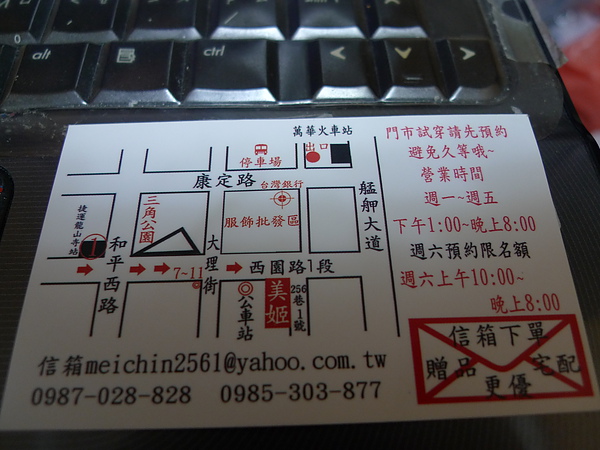 alt
ctrl
萬華火車站
出口
停車場
康定路
台灣銀行
服飾批發區
艋舺大道
三角公園
捷運龍山寺站
1
和平西路
大理街
7-11
西園路1段
公車站
美姬
256巷1號
門市試穿請先預約
避免久等哦~
營業時間
週一~週五
下午1:00~晚上8:00
週六預約限名額
週六上午10:00~
晚上8:00
信箱下單
贈品 宅配
更優
信箱meichin2561@yahoo.com.tw
0987-028-828 0985-303-877